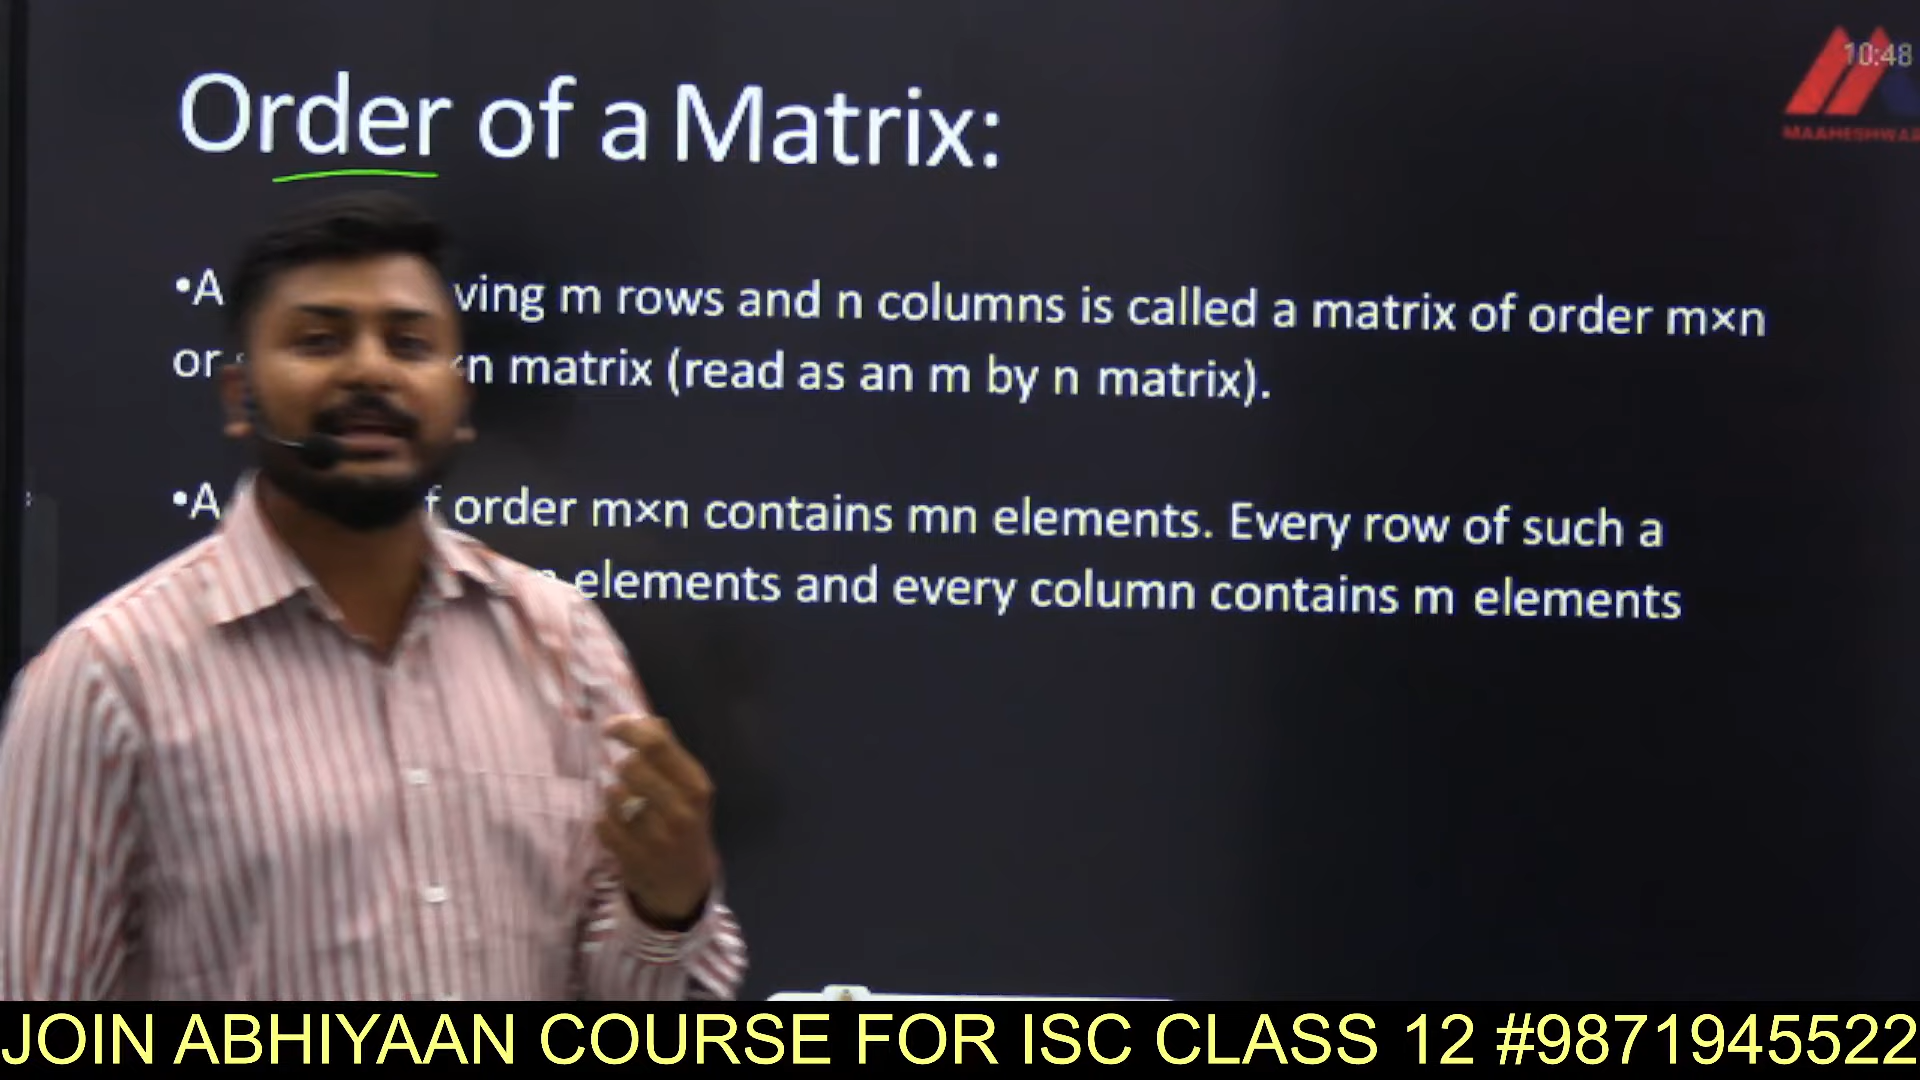 Order of a Matrix:
10:48
MAAHESHWA
•A ving m rows and n columns is called a matrix of order m×n
or n matrix (read as an m by n matrix).
•A f order m×n contains mn elements. Every row of such a
elements and every column contains m elements
JOIN ABHIYAAN COURSE FOR ISC CLASS 12 #9871945522